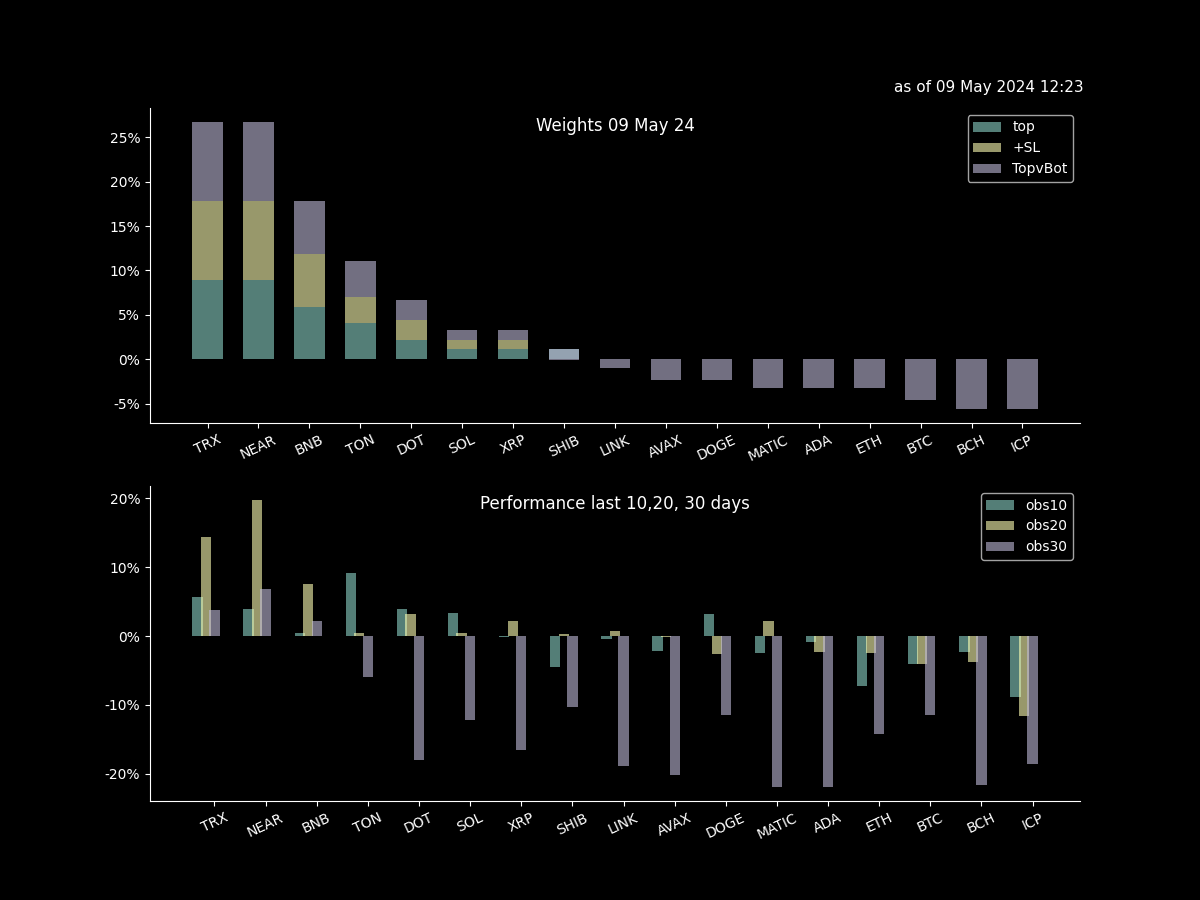 as of 09 May 2024 12:23
Weights 09 May 24
top
+SL
TopvBot
25%
20%
15%
10%
5%
0%
-5%
TRX NEAR BNB TON DOT SOL XRP SHIB LINK AVAX DOGE MATIC ADA ETH BTC BCH ICP
Performance last 10,20, 30 days
obs10
obs20
obs30
20%
10%
0%
-10%
-20%
TRX NEAR BNB TON DOT SOL XRP SHIB LINK AVAX DOGE MATIC ADA ETH BTC BCH ICP